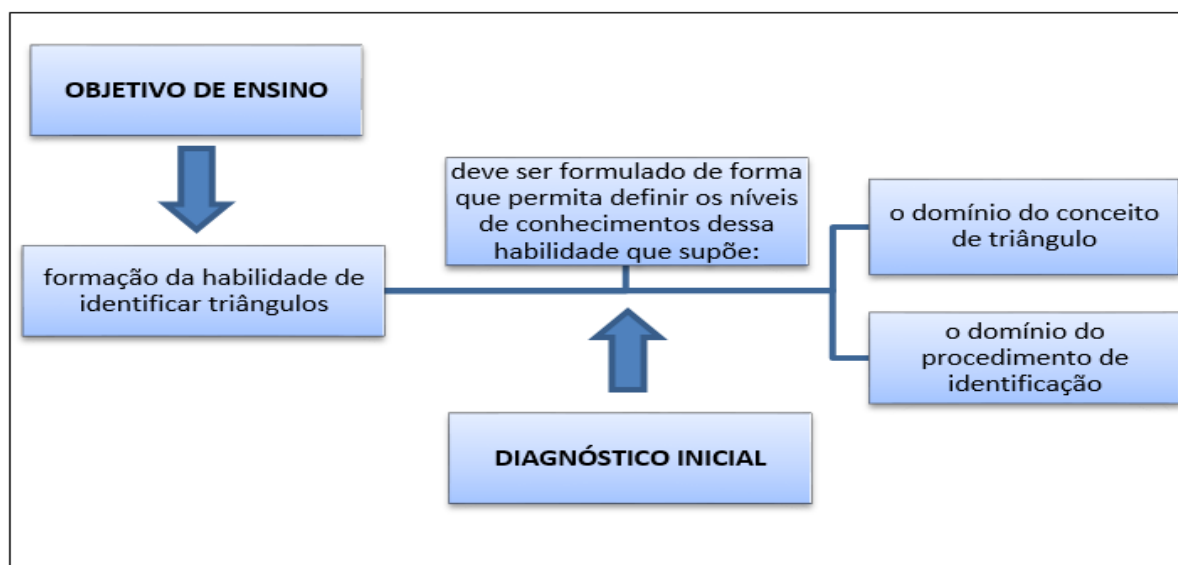 OBJETIVO DE ENSINO
formação da habilidade de
identificar triângulos
deve ser formulado de forma
que permita definir os níveis
de conhecimentos dessa
habilidade que supõe:
DIAGNÓSTICO INICIAL
o domínio do conceito
de triângulo
o domínio do
procedimento de
identificação